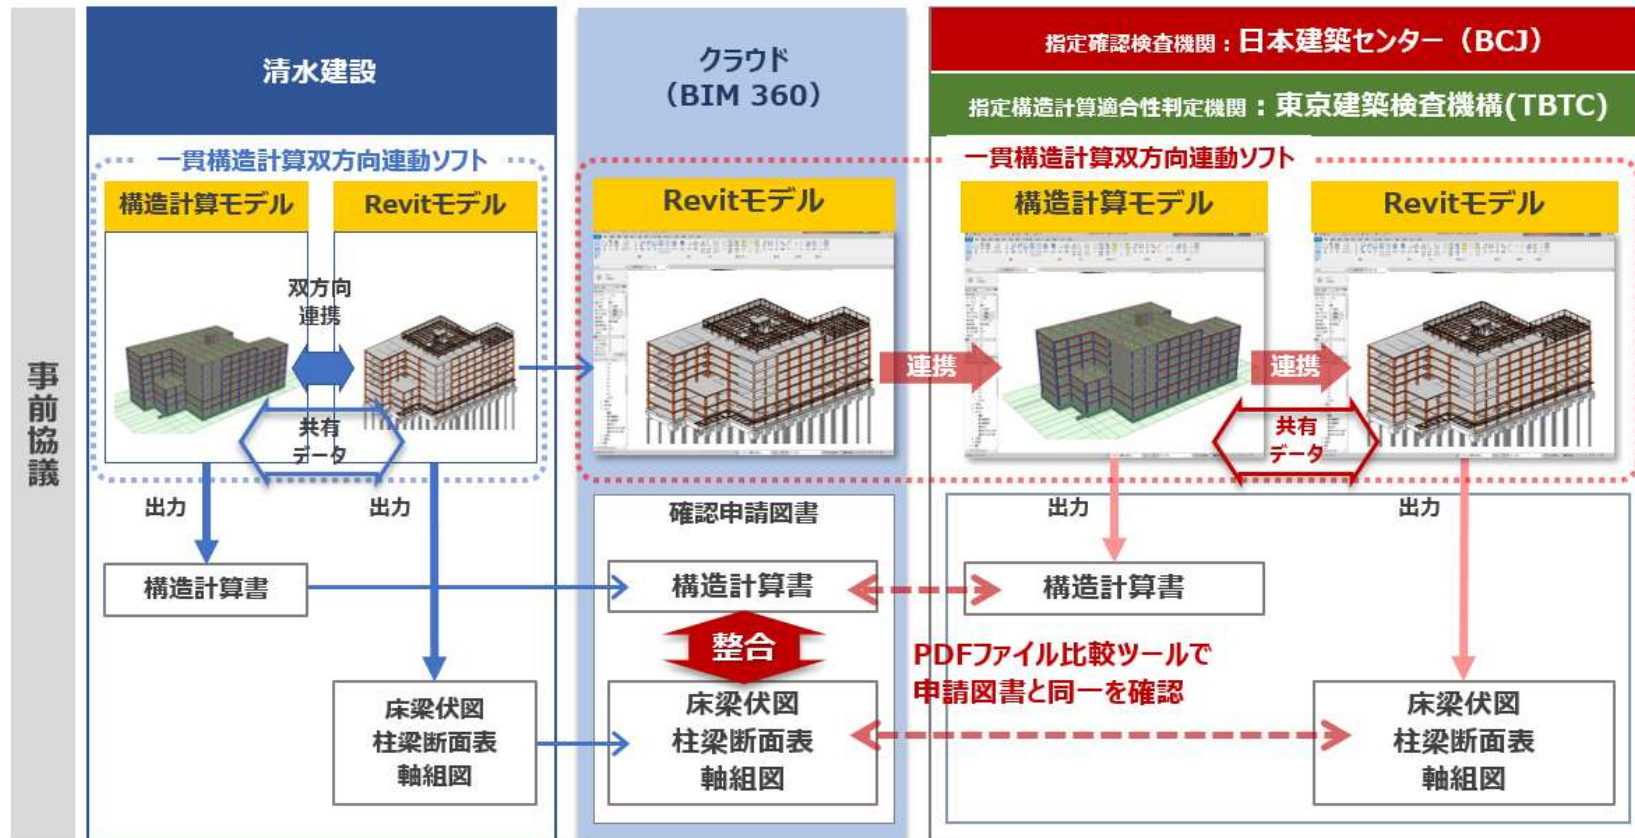 事前協議
清水建設
クラウド
（BIM 360）
指定確認検査機関：日本建築センター（BCJ）
指定構造計算適合性判定機関：東京建築検査機構(TBTC)
一貫構造計算双方向連動ソフト
構造計算モデル
Revitモデル
双方向
連携
共有
データ
出力
出力
構造計算書
床梁伏図
柱梁断面表
軸組図
Revitモデル
連携
確認申請図書
構造計算書
整合
床梁伏図
柱梁断面表
軸組図
一貫構造計算双方向連動ソフト
構造計算モデル
Revitモデル
連携
共有
データ
出力
出力
構造計算書
PDFファイル比較ツールで
申請図書と同一を確認
床梁伏図
柱梁断面表
軸組図